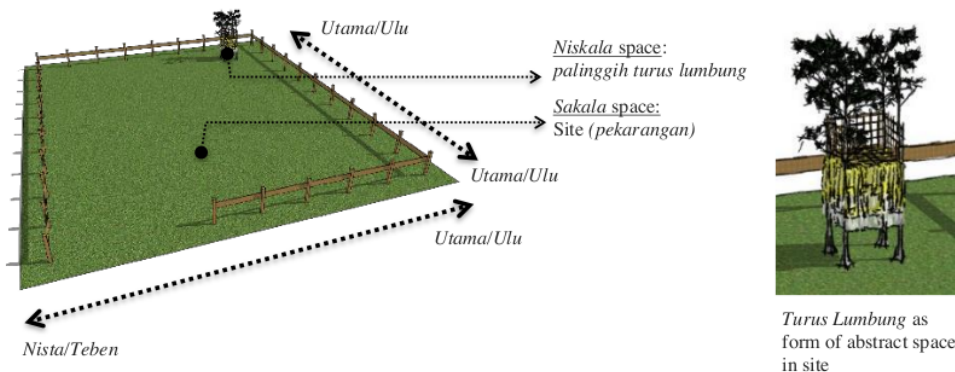 Utama/Ulu
Niskala space:
palinggih turus lumbung
Sakala space:
Site (pekarangan)
Utama/Ulu
Utama/Ulu
Nista/Teben
Turus Lumbung as
form of abstract space
in site